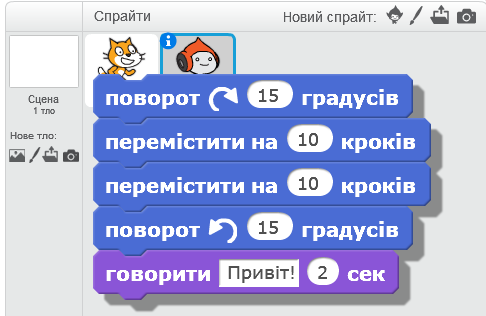 Спрайти Новий спрайт:
Сцена
1 тло
Нове тло:
i
поворот 15 градусів
перемістити на 10 кроків
перемістити на 10 кроків
поворот 15 градусів
говорити Привіт! 2 сек